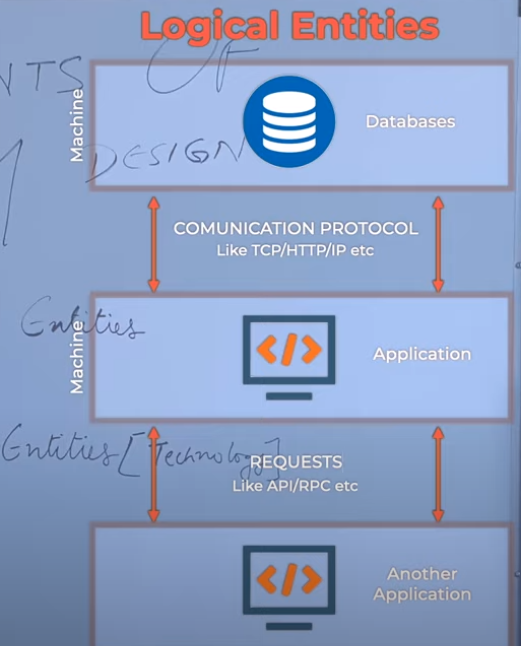 Logical Entities
NTS OF
Machine
Databases
DESIGN
COMUNICATION PROTOCOL
Like TCP/HTTP/IP etc
Entities
Machine
</>
Application
Entities [Technology]
REQUESTS
Like API/RPC etc
</>
Another
Application